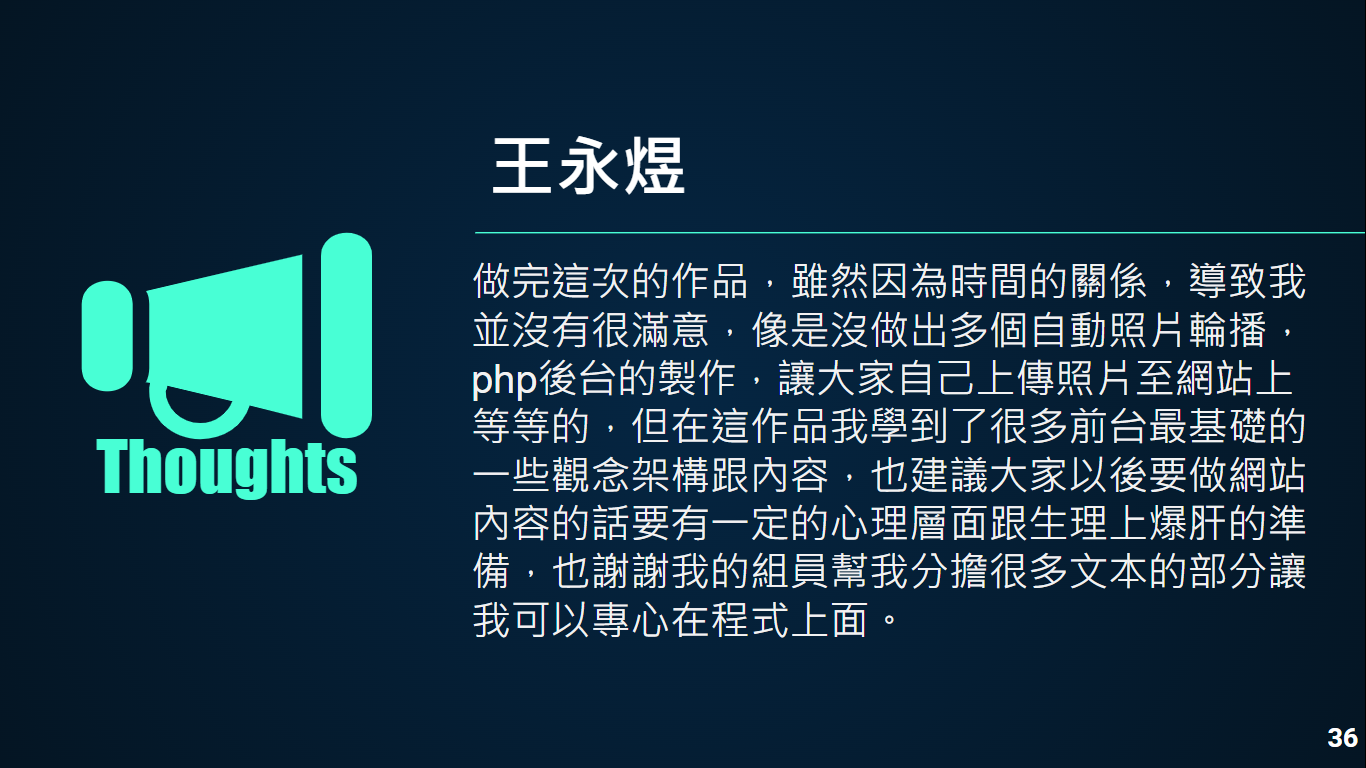 王永煜
做完這次的作品，雖然因為時間的關係，導致我
並沒有很滿意，像是沒做出多個自動照片輪播，
php後台的製作，讓大家自己上傳照片至網站上
等等的，但在這作品我學到了很多前台最基礎的
一些觀念架構跟內容，也建議大家以後要做網站
內容的話要有一定的心理層面跟生理上爆肝的準
備，也謝謝我的組員幫我分擔很多文本的部分讓
我可以專心在程式上面。
Thoughts
36